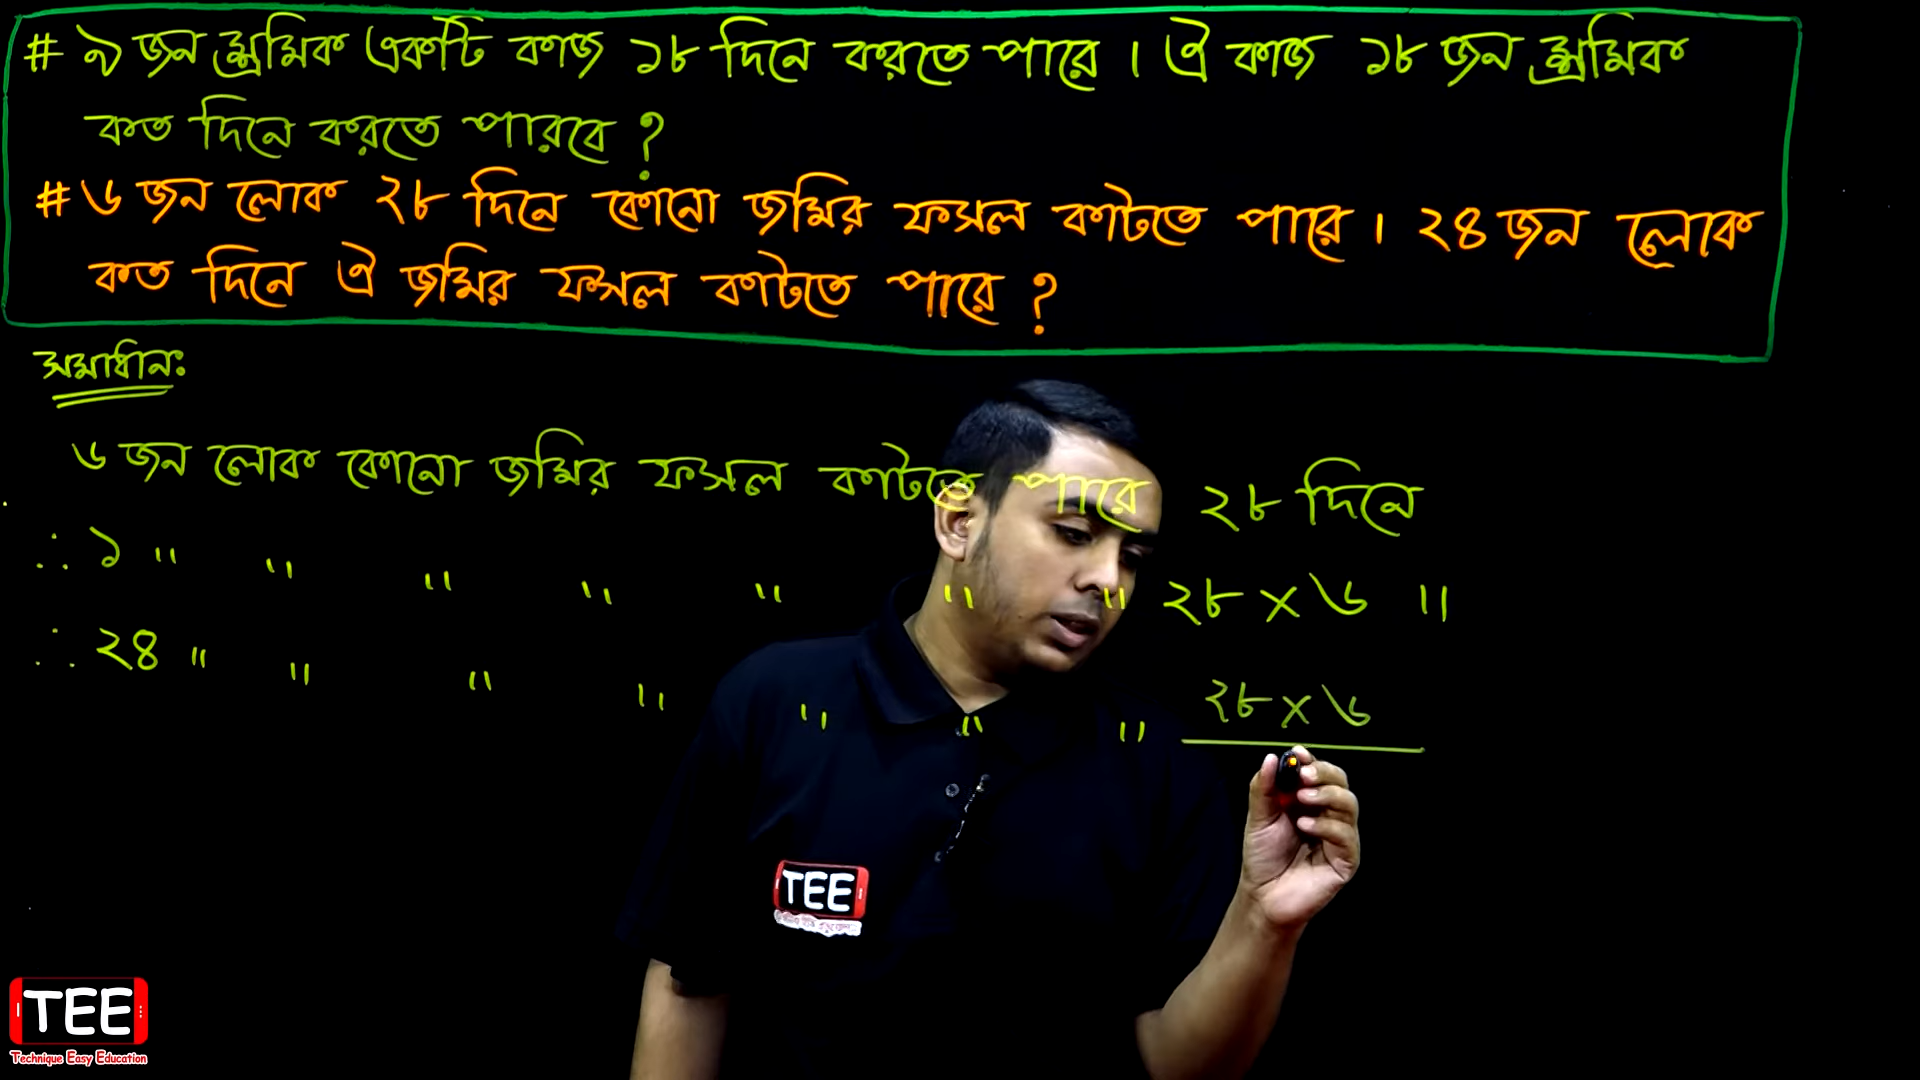 # ৯ জন শ্রমিক একটি কাজ ১৮ দিনে করতে পারে । ঐ কাজ ১৮ জন শ্রমিক
কত দিনে করতে পারবে ?
# ৬ জন লোক ২৮ দিনে কোনো জমির ফসল কাটতে পারে । ২৪ জন লোক
কত দিনে ঐ জমির ফসল কাটতে পারে ?
সমাধানঃ
৬ জন লোক কোনো জমির ফসল কাটতে পারে ২৮ দিনে
∴ ১ " " " " " " " ২৮ × ৬ "
∴ ২৪ " " " " " " " ২৮ × ৬
TEE
TEE
Technique Easy Education